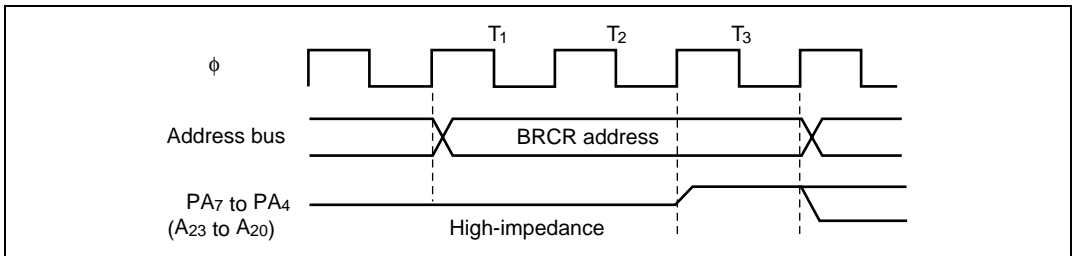 T1 T2 T3
ϕ
Address bus BRCR address
PA7 to PA4
(A23 to A20) High-impedance